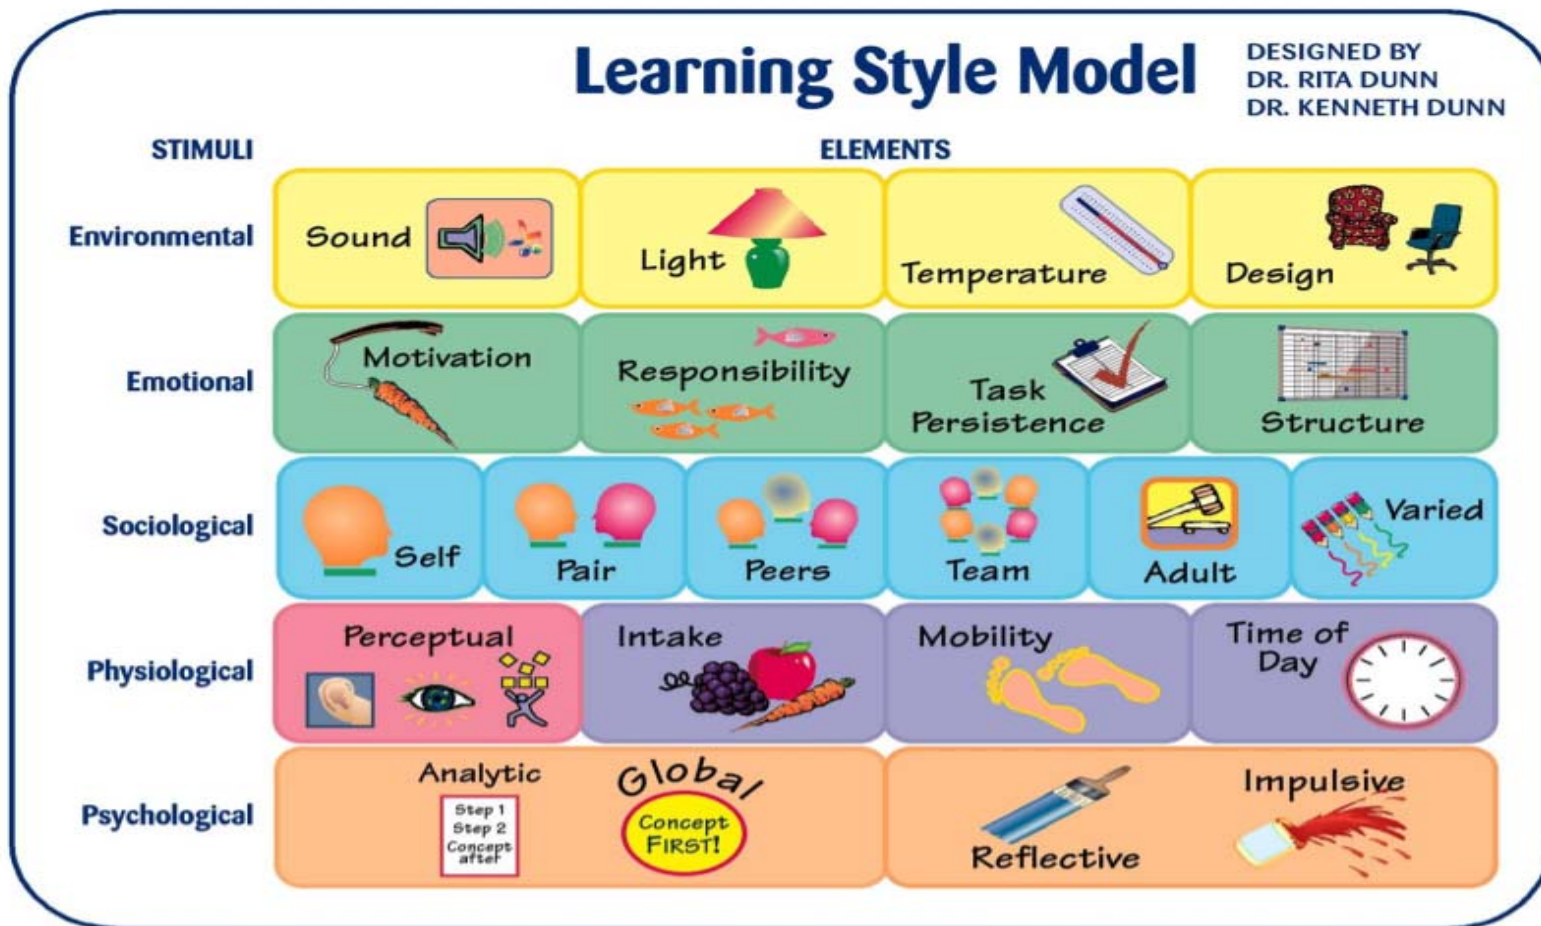 Learning Style Model
DESIGNED BY
DR. RITA DUNN
DR. KENNETH DUNN
STIMULI
ELEMENTS
Environmental
Sound
Light
Temperature
Design
Emotional
Motivation
Responsibility
Task
Persistence
Structure
Sociological
Self
Pair
Peers
Team
Adult
Varied
Physiological
Perceptual
Intake
Mobility
Time of
Day
Psychological
Analytic
Step 1
Step 2
Concept
after
Global
Concept
FIRST!
Reflective
Impulsive